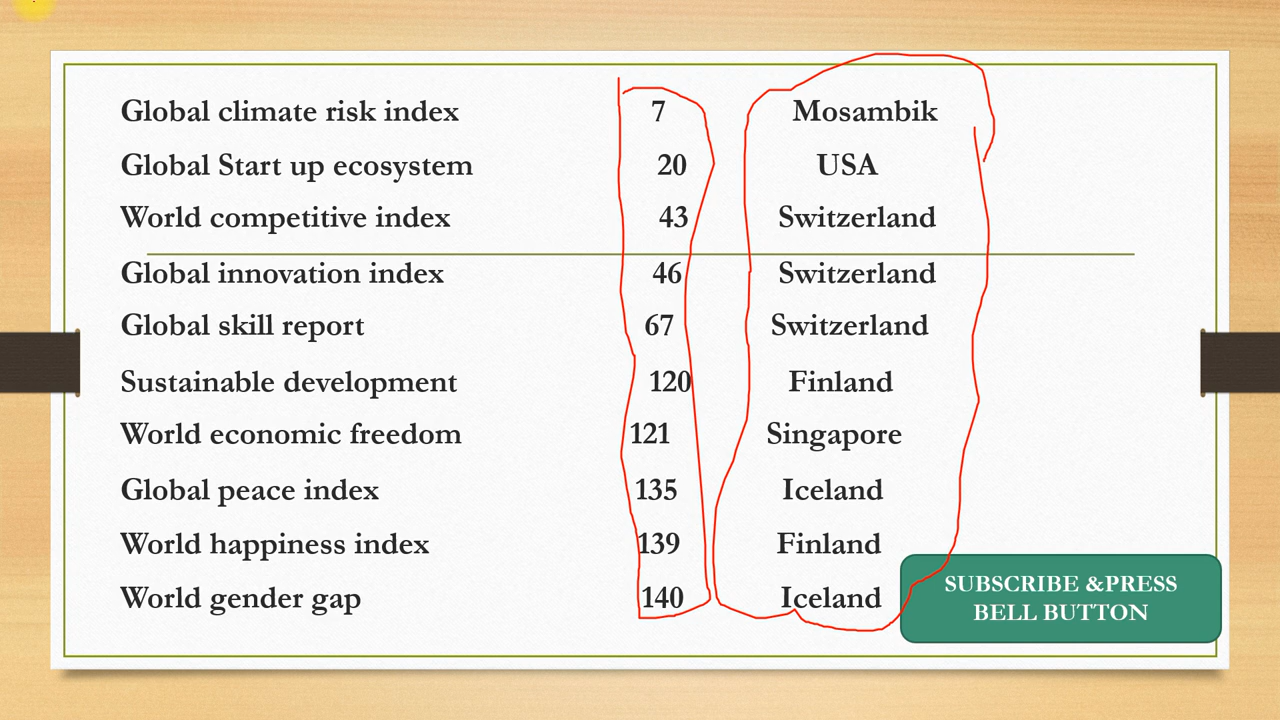 Global climate risk index 7 Mosambik
Global Start up ecosystem 20 USA
World competitive index 43 Switzerland
Global innovation index 46 Switzerland
Global skill report 67 Switzerland
Sustainable development 120 Finland
World economic freedom 121 Singapore
Global peace index 135 Iceland
World happiness index 139 Finland
World gender gap 140 Iceland
SUBSCRIBE &PRESS
BELL BUTTON